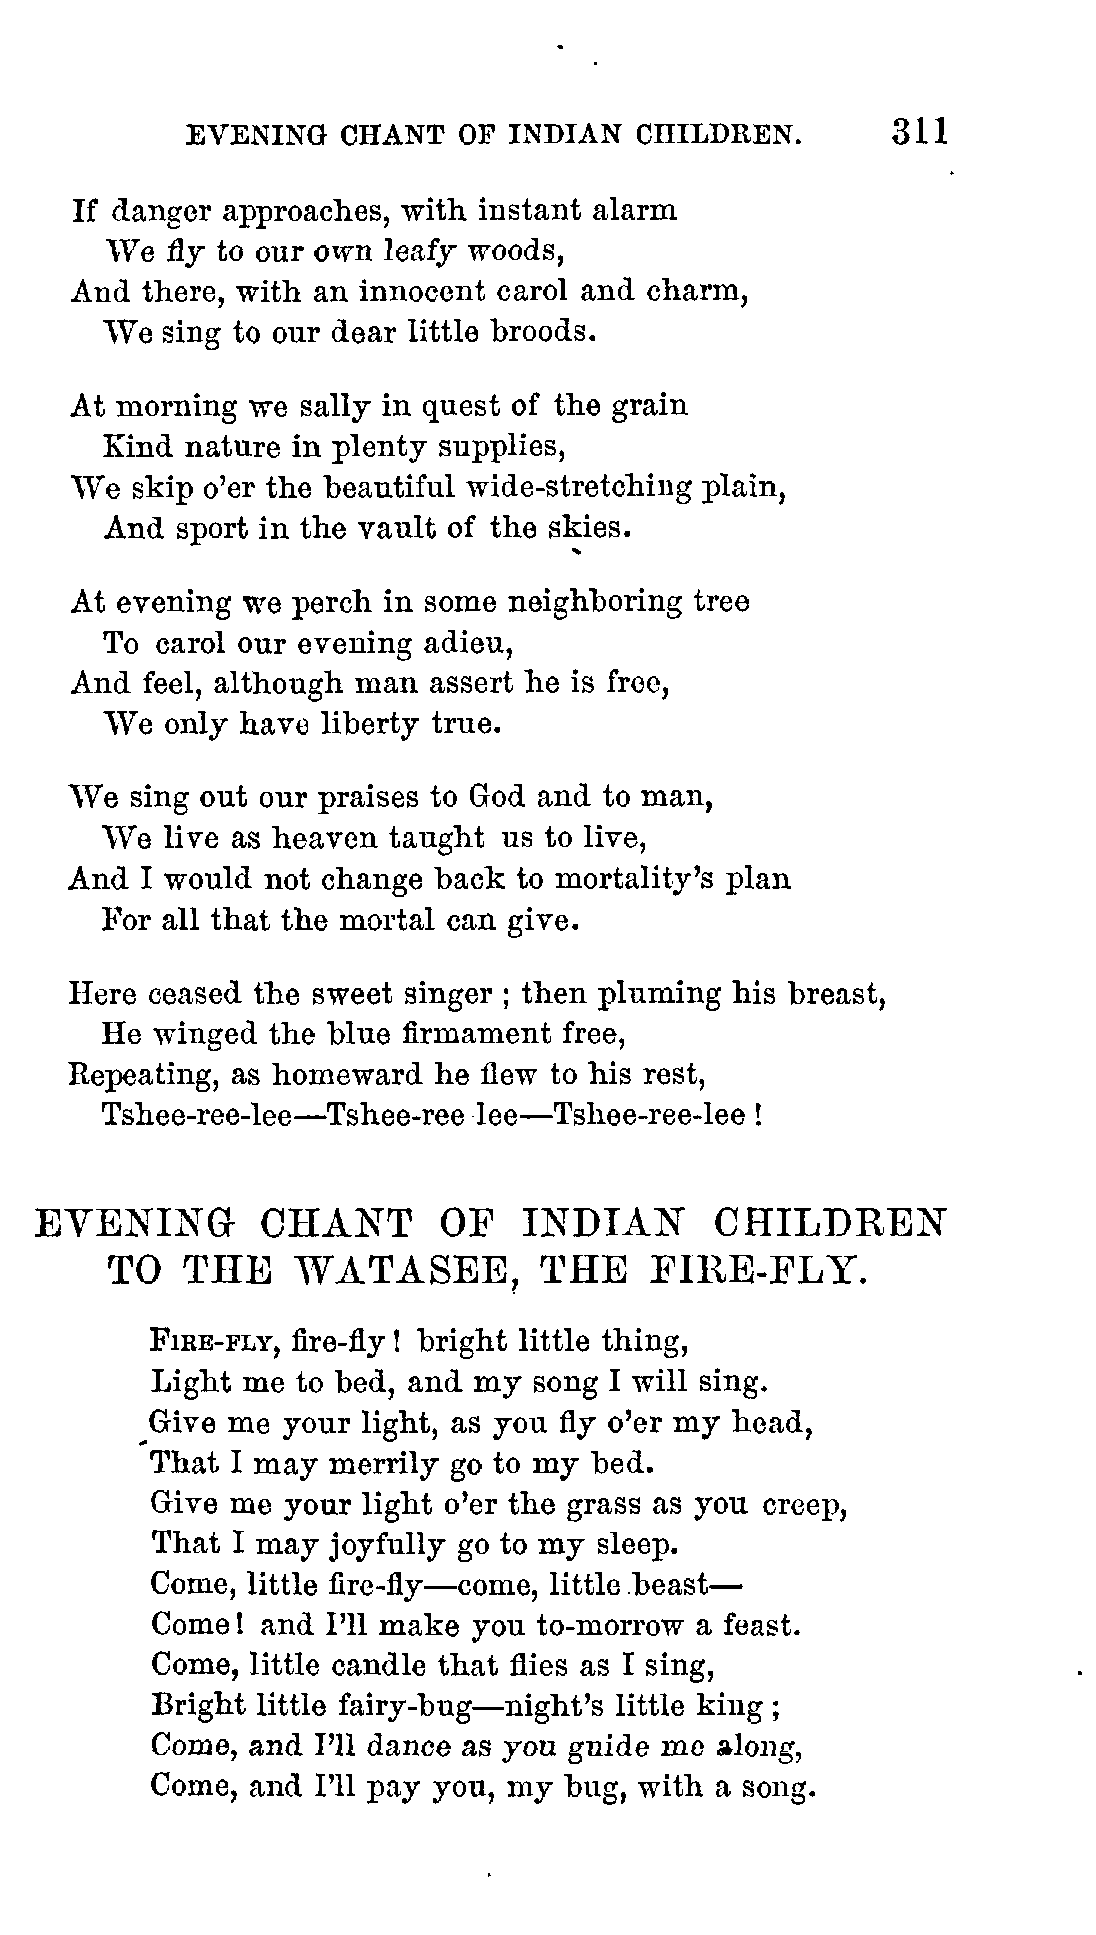 EVENING CHANT OF INDIAN CHILDREN. 311
If danger approaches, with instant alarm
We fly to our own leafy woods,
And there, with an innocent carol and charm,
We sing to our dear little broods.
At morning we sally in quest of the grain
Kind nature in plenty supplies,
We skip o'er the beautiful wide-stretching plain,
And sport in the vault of the skies.
At evening we perch in some neighboring tree
To carol our evening adieu,
And feel, although man assert he is free,
We only have liberty true.
We sing out our praises to God and to man,
We live as heaven taught us to live,
And I would not change back to mortality's plan
For all that the mortal can give.
Here ceased the sweet singer ; then pluming his breast,
He winged the blue firmament free,
Repeating, as homeward he flew to his rest,
Tshee-ree-lee—Tshee-ree lee—Tshee-ree-lee !
EVENING CHANT OF INDIAN CHILDREN
TO THE WATASEE, THE FIRE-FLY.
FIRE-FLY, fire-fly ! bright little thing,
Light me to bed, and my song I will sing.
Give me your light, as you fly o'er my head,
That I may merrily go to my bed.
Give me your light o'er the grass as you creep,
That I may joyfully go to my sleep.
Come, little fire-fly—come, little beast—
Come ! and I'll make you to-morrow a feast.
Come, little candle that flies as I sing,
Bright little fairy-bug—night's little king ;
Come, and I'll dance as you guide me along,
Come, and I'll pay you, my bug, with a song.